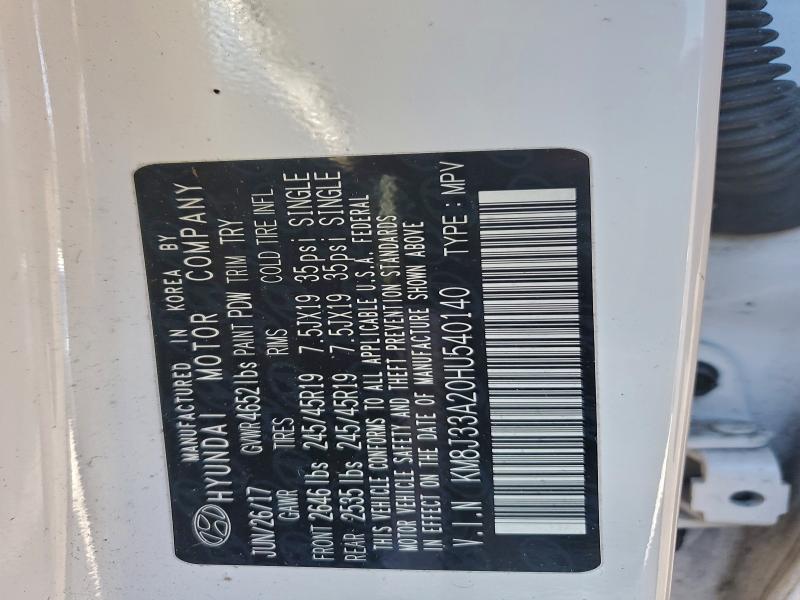 MANUFACTURED IN KOREA BY
HYUNDAI MOTOR COMPANY
JUN/26/17 GVWR 4652 lbs PAINT PDW TRIM TRY
GAWR TIRES RIMS COLD TIRE INFL
FRONT 2646 lbs 245/45R19 7.5JX19 35psi SINGLE
REAR 2535 lbs 245/45R19 7.5JX19 35psi SINGLE
THIS VEHICLE CONFORMS TO ALL APPLICABLE U.S.A. FEDERAL
MOTOR VEHICLE SAFETY AND THEFT PREVENTION STANDARDS
IN EFFECT ON THE DATE OF MANUFACTURE SHOWN ABOVE
V.I.N KM8J33A20HU540140 TYPE : MPV